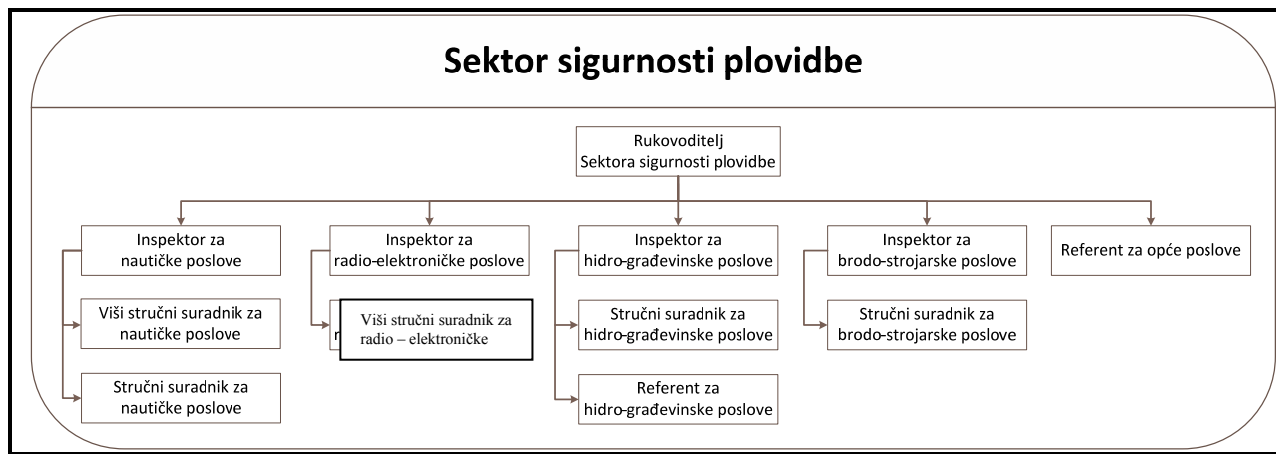 Sektor sigurnosti plovidbe
Rukovoditelj
Sektora sigurnosti plovidbe
Inspektor za
nautičke poslove
Inspektor za
radio-elektroničke poslove
Inspektor za
hidro-građevinske poslove
Inspektor za
brodo-strojarske poslove
Referent za opće poslove
Viši stručni suradnik za
nautičke poslove
Viši stručni suradnik za
radio – elektroničke
Stručni suradnik za
hidro-građevinske poslove
Stručni suradnik za
brodo-strojarske poslove
Stručni suradnik za
nautičke poslove
Referent za
hidro-građevinske poslove